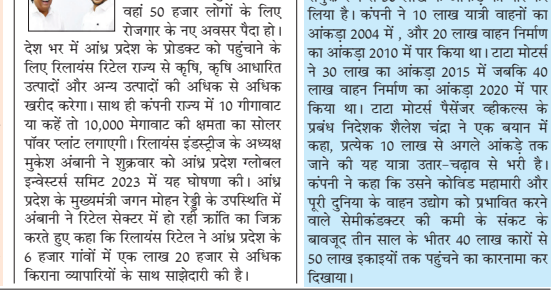 वहां 50 हजार लोगों के लिए
रोजगार के नए अवसर पैदा हो।
देश भर में आंध्र प्रदेश के प्रोडक्ट को पहुंचाने के
लिए रिलायंस रिटेल राज्य से कृषि, कृषि आधारित
उत्पादों और अन्य उत्पादों की अधिक से अधिक
खरीद करेगा। साथ ही कंपनी राज्य में 10 गीगावाट
या कहें तो 10,000 मेगावाट की क्षमता का सोलर
पॉवर प्लांट लगाएगी। रिलायंस इंडस्ट्रीज के अध्यक्ष
मुकेश अंबानी ने शुक्रवार को आंध्र प्रदेश ग्लोबल
इन्वेस्टर्स समिट 2023 में यह घोषणा की। आंध्र
प्रदेश के मुख्यमंत्री जगन मोहन रेड्डी के उपस्थिति में
अंबानी ने रिटेल सेक्टर में हो रही क्रांति का जिक्र
करते हुए कहा कि रिलायंस रिटेल ने आंध्र प्रदेश के
6 हजार गांवों में एक लाख 20 हजार से अधिक
किराना व्यापारियों के साथ साझेदारी की है।
लिया है। कंपनी ने 10 लाख यात्री वाहनों का
आंकड़ा 2004 में , और 20 लाख वाहन निर्माण
का आंकड़ा 2010 में पार किया था। टाटा मोटर्स
ने 30 लाख का आंकड़ा 2015 में जबकि 40
लाख वाहन निर्माण का आंकड़ा 2020 में पार
किया था। टाटा मोटर्स पैसेंजर व्हीकल्स के
प्रबंध निदेशक शैलेश चंद्रा ने एक बयान में
कहा, प्रत्येक 10 लाख से अगले आंकड़े तक
जाने की यह यात्रा उतार-चढ़ाव से भरी है।
कंपनी ने कहा कि उसने कोविड महामारी और
पूरी दुनिया के वाहन उद्योग को प्रभावित करने
वाले सेमीकंडक्टर की कमी के संकट के
बावजूद तीन साल के भीतर 40 लाख कारों से
50 लाख इकाइयों तक पहुंचने का कारनामा कर
दिखाया।